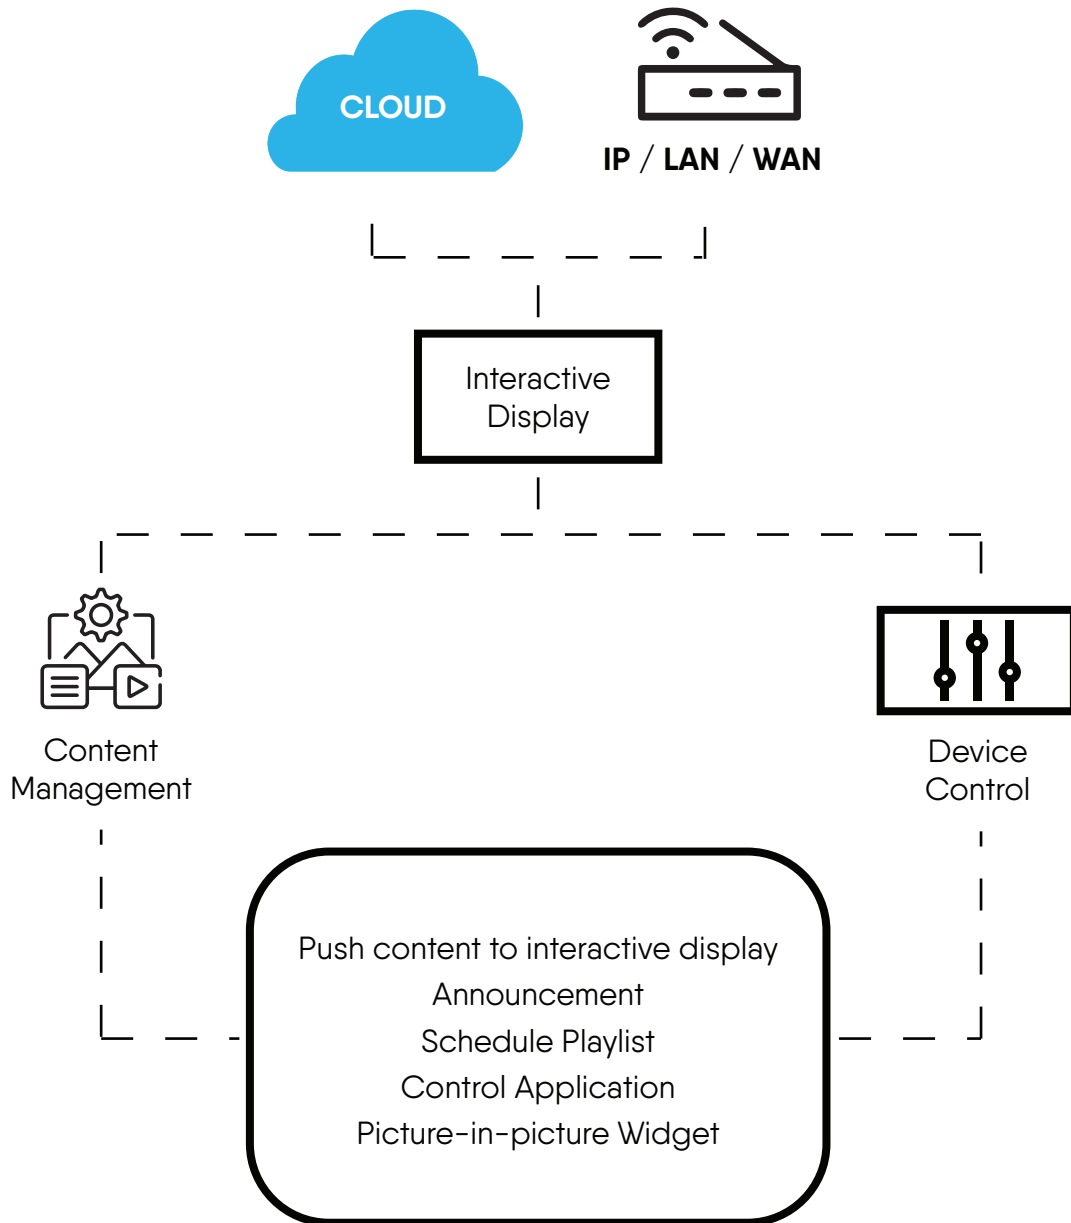 CLOUD
IP / LAN / WAN
Interactive
Display
Content
Management
Device
Control
Push content to interactive display
Announcement
Schedule Playlist
Control Application
Picture-in-picture Widget